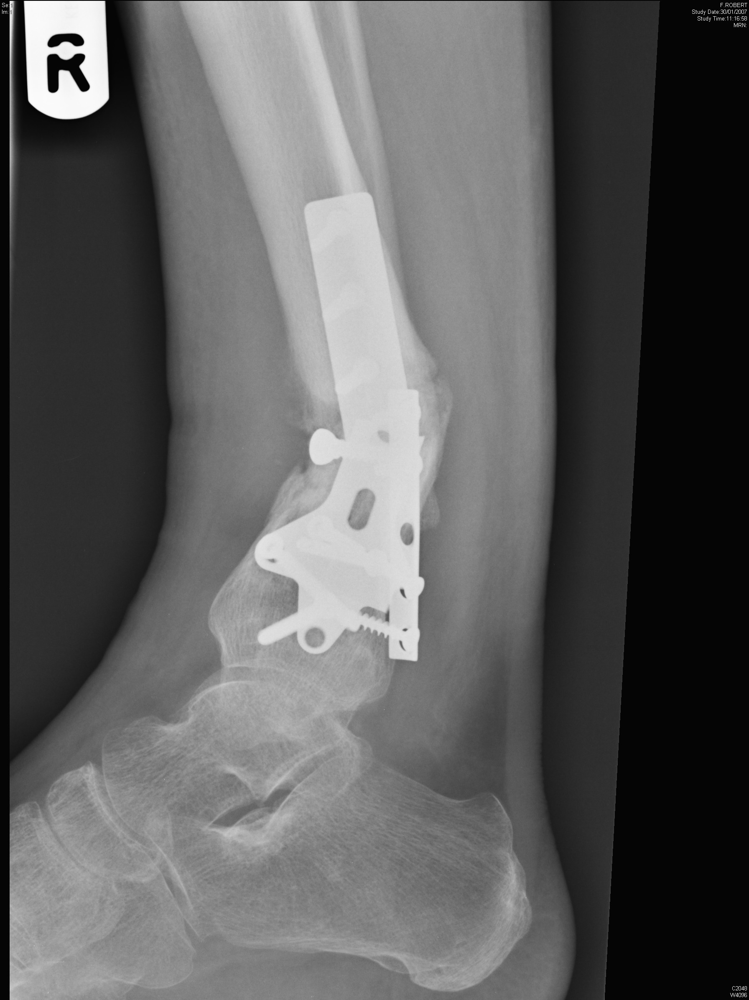 Se:1
Im:1
F.ROBERT
Study Date:30/01/2007
Study Time:11:16:58
MRN:
R
C2048
W4096